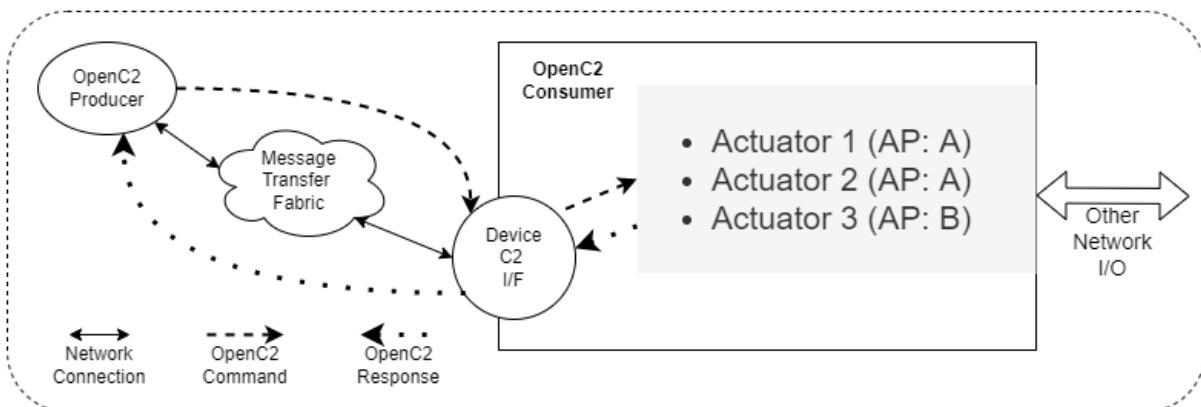 OpenC2
Producer
Message
Transfer
Fabric
Device
C2
I/F
OpenC2
Consumer
• Actuator 1 (AP: A)
• Actuator 2 (AP: A)
• Actuator 3 (AP: B)
Other
Network
I/O
Network
Connection
OpenC2
Command
OpenC2
Response